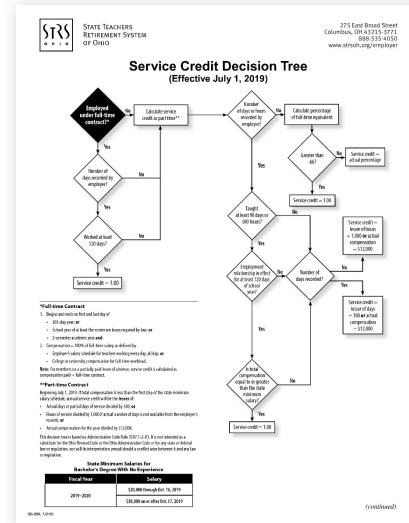 STRS
OHIO
STATE TEACHERS
RETIREMENT SYSTEM
OF OHIO
275 East Broad Street
Columbus, OH 43215-3771
888-535-4050
www.strsoh.org/employer
Service Credit Decision Tree
(Effective July 1, 2019)
Employed
under full-time
contract?*
No
Calculate service
credit as part time**
Number
of days or hours
recorded by
employer?
No
Calculate percentage
of full-time equivalent
Yes
Greater than
.66?
No
Service credit =
actual percentage
Yes
Number of
days recorded by
employer?
No
Yes
Service credit = 1.00
Taught
at least 90 days or
500 hours?
No
Service credit =
lesser of hours
÷ 1,000 or actual
compensation
÷ $12,000
Yes
Worked at least
120 days?
No
Yes
Employment
relationship in effect
for at least 120 days
of school
year?
No
Number of
days recorded?
No
Yes
Service credit = 1.00
Service credit =
lesser of days
÷ 180 or actual
compensation
÷ $12,000
Yes
*Full-time Contract
1. Begins and ends on first and last day of
• 365-day year; or
• School year of at least the minimum hours required by law; or
• 2-semester academic year; and
2. Compensation = 100% of full-time salary as defined by
• Employer's salary schedule for teachers working every day, all day; or
• College or university compensation for full-time workload.
Note: For members on a partially paid leave of absence, service credit is calculated as
compensation paid ÷ full-time contract.
**Part-time Contract
Beginning July 1, 2019, if total compensation is less than the first step of the state minimum
salary schedule, annual service credit will be the lesser of:
• Actual days or partial days of service divided by 180; or
• Hours of service divided by 1,000 if actual number of days is not available from the employer's
records; or
• Actual compensation for the year divided by $12,000.
This decision tree is based on Administrative Code Rule 3307:1-2-01. It is not intended as a
substitute for the Ohio Revised Code or the Ohio Administrative Code or for any state or federal
law or regulation, nor will its interpretation prevail should a conflict arise between it and any law
or regulation.
Is total
compensation
equal to or greater
than the state
minimum
salary?
No
Yes
Service credit = 1.00
State Minimum Salaries for
Bachelor's Degree With No Experience
Fiscal Year
Salary
2019–2020
$20,000 through Oct. 16, 2019
$30,000 on or after Oct. 17, 2019
(continued)